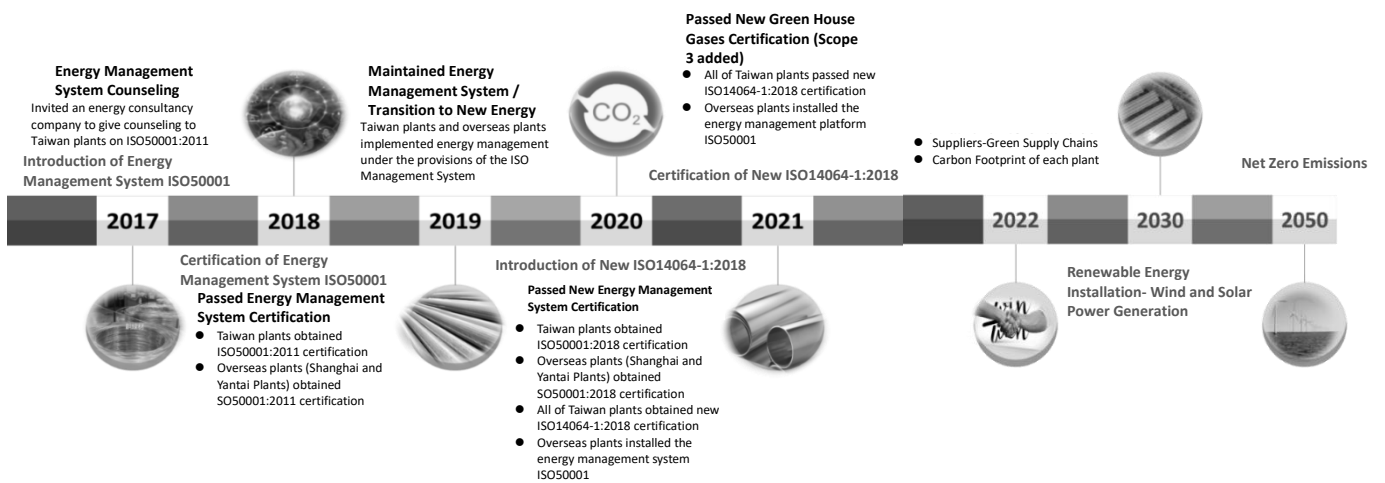 Energy Management
System Counseling
Invited an energy consultancy
company to give counseling to
Taiwan plants on ISO50001:2011
Introduction of Energy
Management System ISO50001
2017
2018
Certification of Energy
Management System ISO50001
Passed Energy Management
System Certification
● Taiwan plants obtained
ISO50001:2011 certification
● Overseas plants (Shanghai and
Yantai Plants) obtained
SO50001:2011 certification
Maintained Energy
Management System /
Transition to New Energy
Taiwan plants and overseas plants
implemented energy management
under the provisions of the ISO
Management System
2019
CO2
2020
Introduction of New ISO14064-1:2018
Passed New Energy Management
System Certification
● Taiwan plants obtained
ISO50001:2018 certification
● Overseas plants (Shanghai and
Yantai Plants) obtained
SO50001:2018 certification
● All of Taiwan plants obtained new
ISO14064-1:2018 certification
● Overseas plants installed the
energy management system
ISO50001
Passed New Green House
Gases Certification (Scope
3 added)
● All of Taiwan plants passed new
ISO14064-1:2018 certification
● Overseas plants installed the
energy management platform
ISO50001
Certification of New ISO14064-1:2018
2021
● Suppliers-Green Supply Chains
● Carbon Footprint of each plant
2022
win
2030
Renewable Energy
Installation- Wind and Solar
Power Generation
Net Zero Emissions
2050